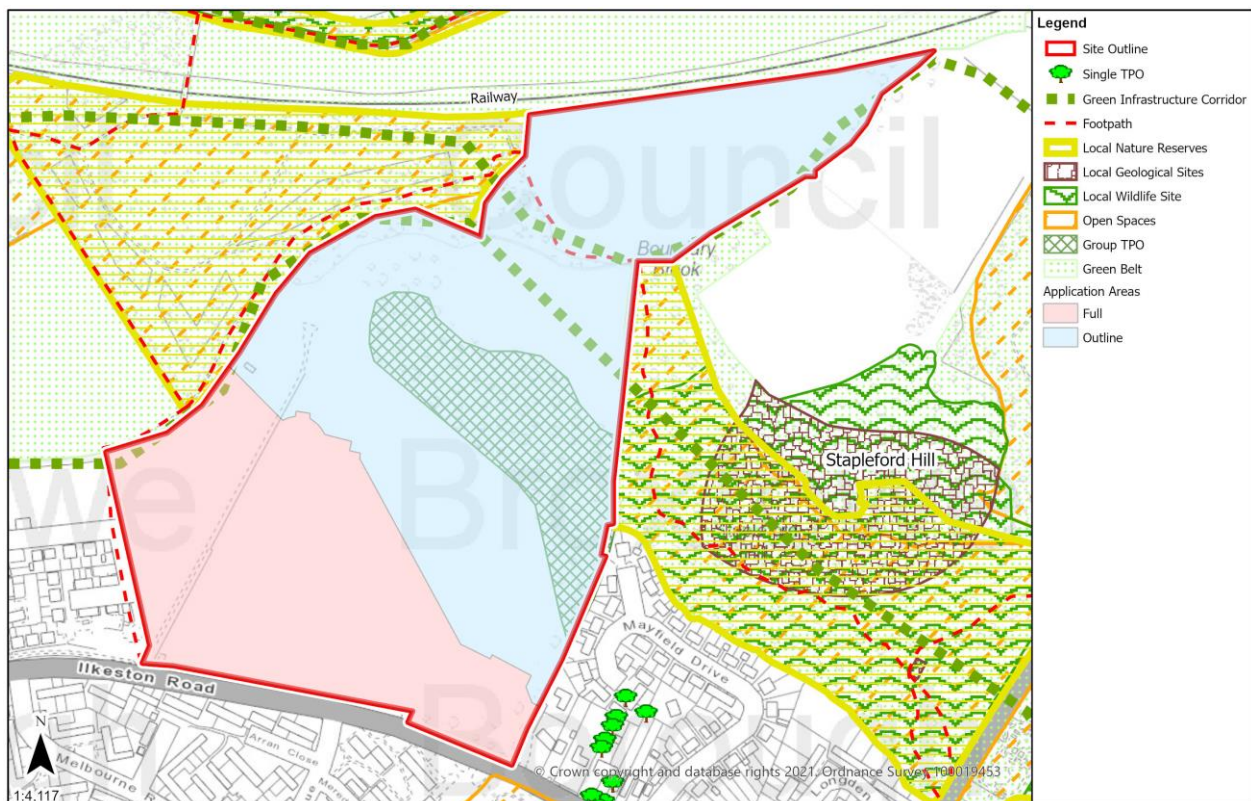 Railway
Boundary
Brook
Stapleford Hill
Mayfield Drive
Ilkeston Road
Arran Close
Melbourne R
N
1:4,117
© Crown copyright and database rights 2021. Ordnance Survey 100019453
Legend
Site Outline
Single TPO
Green Infrastructure Corridor
Footpath
Local Nature Reserves
Local Geological Sites
Local Wildlife Site
Open Spaces
Group TPO
Green Belt
Application Areas
Full
Outline